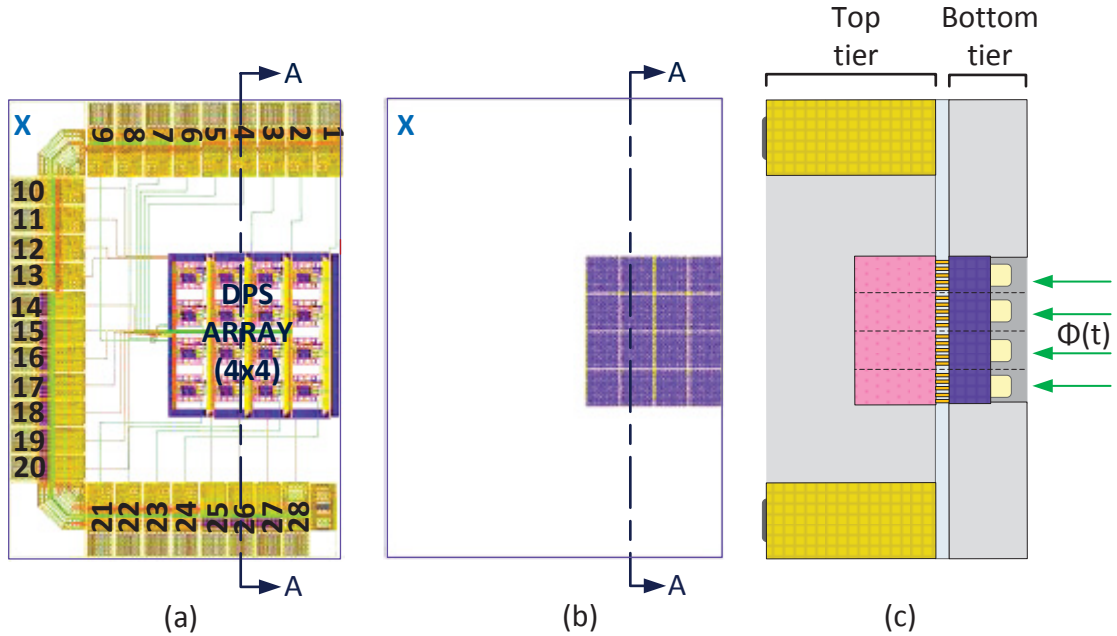 Top
tier
Bottom
tier
A
A
X
9
8
7
6
5
4
3
2
1
X
10
11
12
13
14
15
16
17
18
19
20
DPS
ARRAY
(4x4)
Φ(t)
21
22
23
24
25
26
27
28
A
A
(a)
(b)
(c)